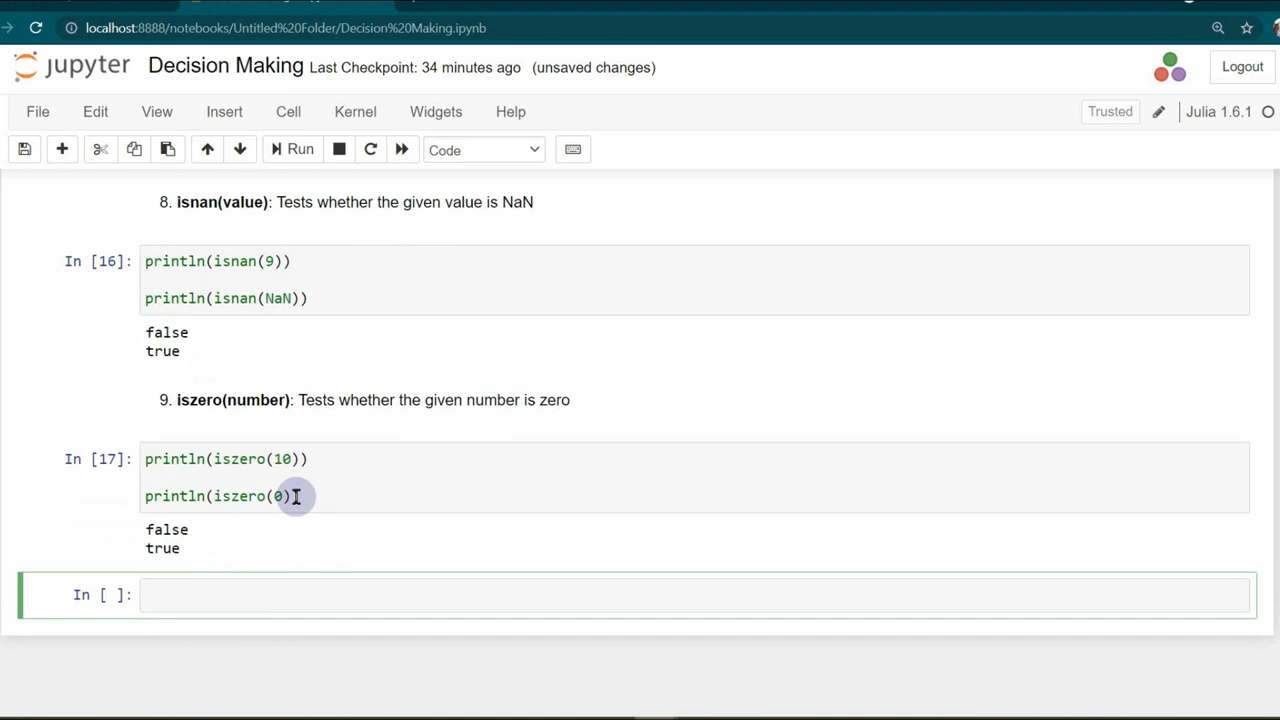 localhost:8888/notebooks/Untitled%20Folder/Decision%20Making.ipynb
jupyter Decision Making Last Checkpoint: 34 minutes ago (unsaved changes) Logout
File Edit View Insert Cell Kernel Widgets Help Trusted Julia 1.6.1
Run Code
8. isnan(value): Tests whether the given value is NaN
In [16]: println(isnan(9))
println(isnan(NaN))
false
true
9. iszero(number): Tests whether the given number is zero
In [17]: println(iszero(10))
println(iszero(0))
false
true
In [ ]: